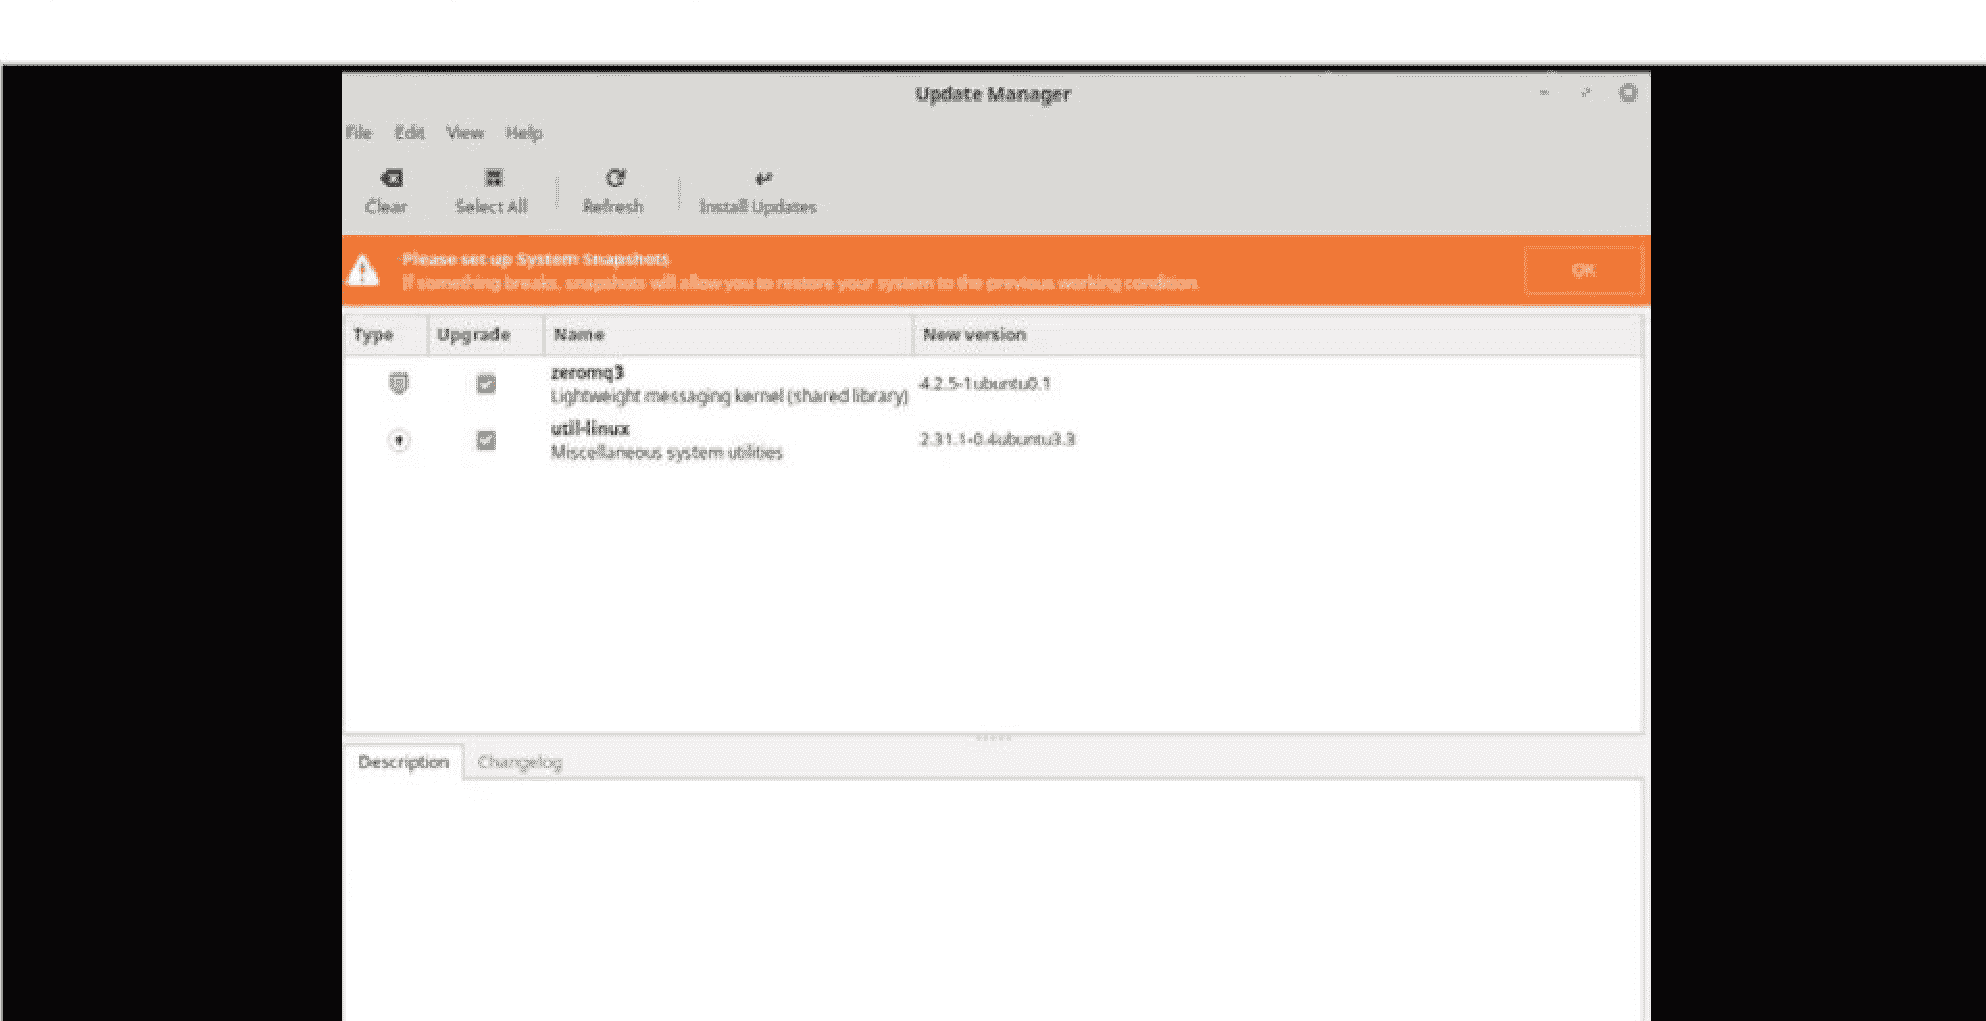 Update Manager
File Edit View Help
Clear Select All Refresh Install Updates
Please set up System Snapshots
If something breaks, snapshots will allow you to restore your system to the previous working condition.
OK
Type Upgrade Name New version
zeromq3
Lightweight messaging kernel (shared library)
4.2.5-1ubuntu0.1
util-linux
Miscellaneous system utilities
2.31.1-0.4ubuntu3.3
Description Changelog